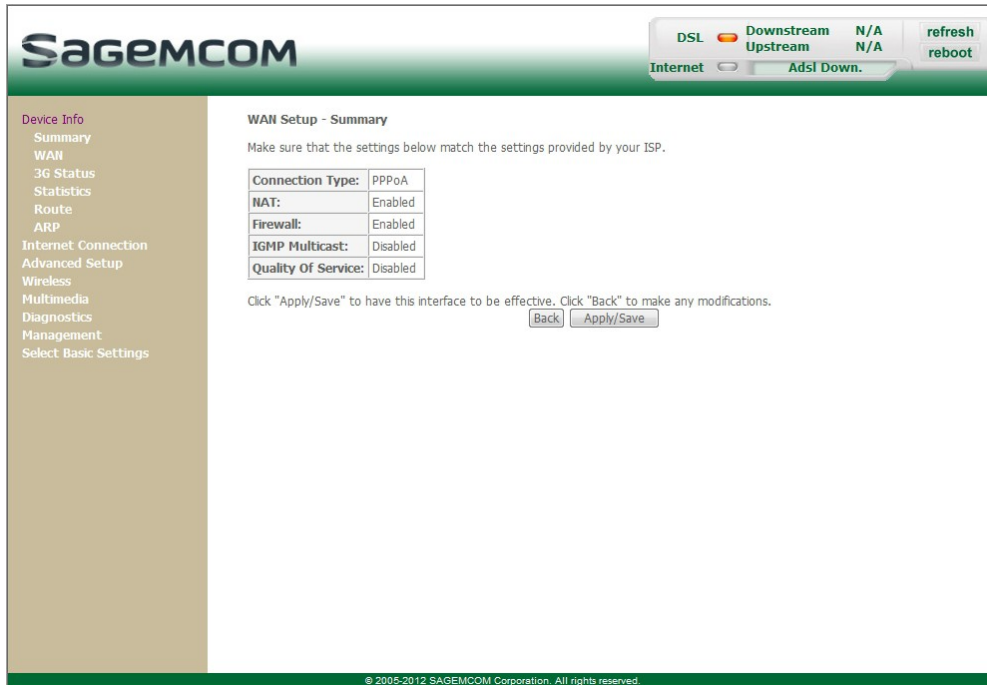 SAGEMCOM
DSL Downstream N/A
Upstream N/A
Internet Adsl Down.
refresh
reboot
Device Info
Summary
WAN
3G Status
Statistics
Route
ARP
Internet Connection
Advanced Setup
Wireless
Multimedia
Diagnostics
Management
Select Basic Settings
WAN Setup - Summary
Make sure that the settings below match the settings provided by your ISP.
Connection Type: PPPoA
NAT: Enabled
Firewall: Enabled
IGMP Multicast: Disabled
Quality Of Service: Disabled
Click "Apply/Save" to have this interface to be effective. Click "Back" to make any modifications.
Back Apply/Save
© 2005-2012 SAGEMCOM Corporation. All rights reserved.